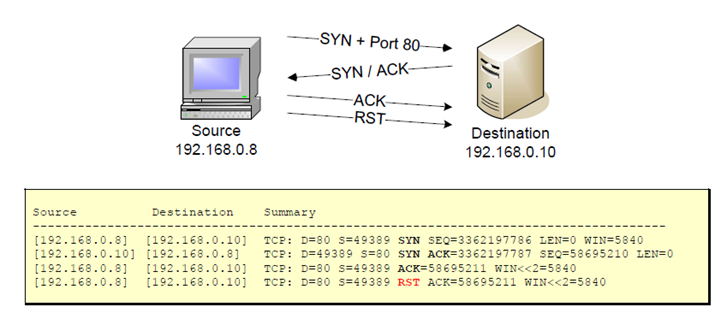 SYN + Port 80
SYN / ACK
ACK
RST
Source
192.168.0.8
Destination
192.168.0.10
Source Destination Summary
--------------------------------------------------------------------------------
[192.168.0.8] [192.168.0.10] TCP: D=80 S=49389 SYN SEQ=3362197786 LEN=0 WIN=5840
[192.168.0.10] [192.168.0.8] TCP: D=49389 S=80 SYN ACK=3362197787 SEQ=58695210 LEN=0
[192.168.0.8] [192.168.0.10] TCP: D=80 S=49389 ACK=58695211 WIN<<2=5840
[192.168.0.8] [192.168.0.10] TCP: D=80 S=49389 RST ACK=58695211 WIN<<2=5840